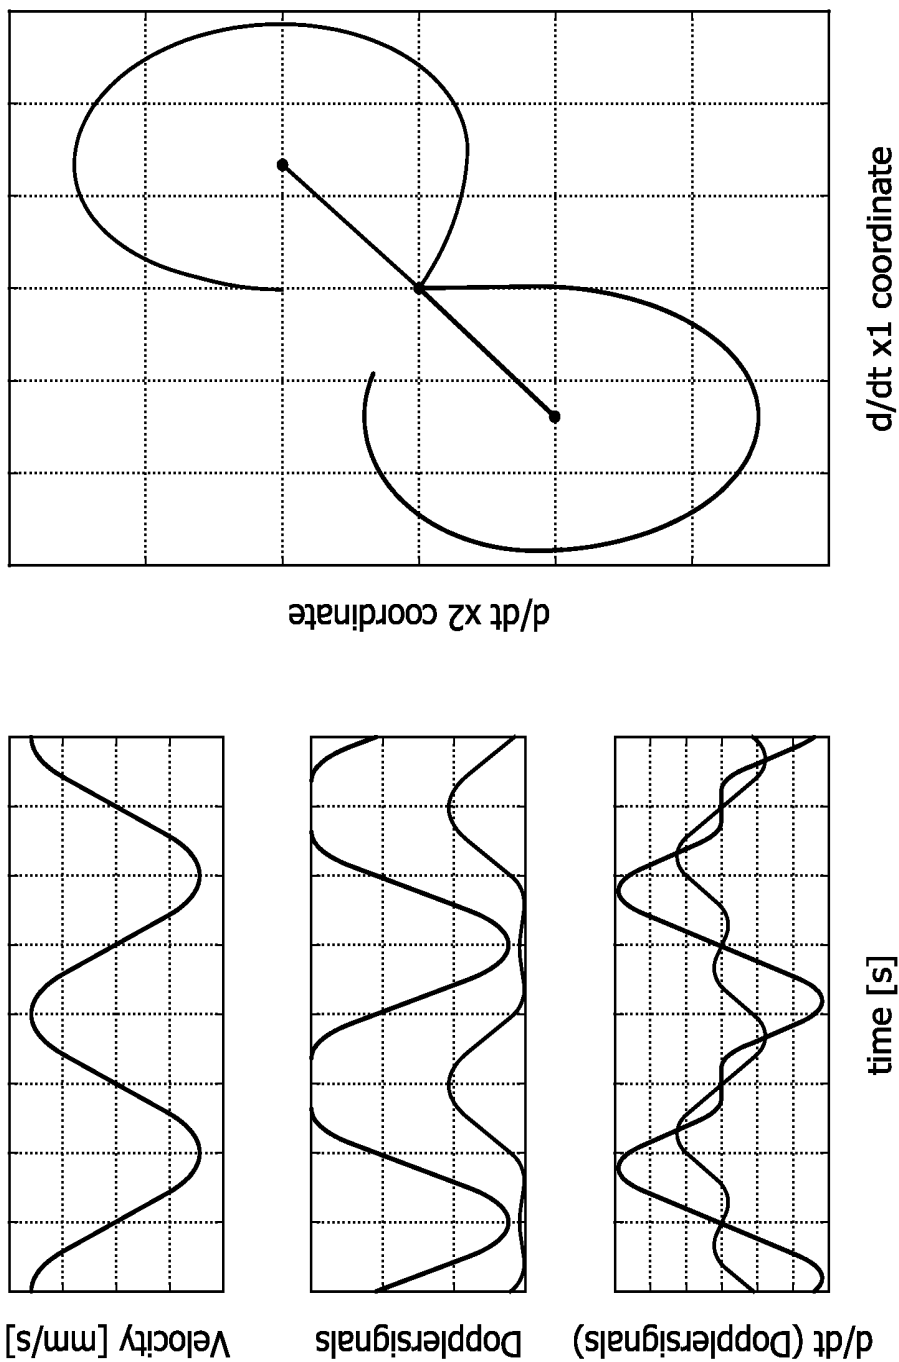 d/dt x1 coordinate
d/dt x2 coordinate
Velocity [mm/s]
Dopplersignals
d/dt (Dopplersignals)
time [s]